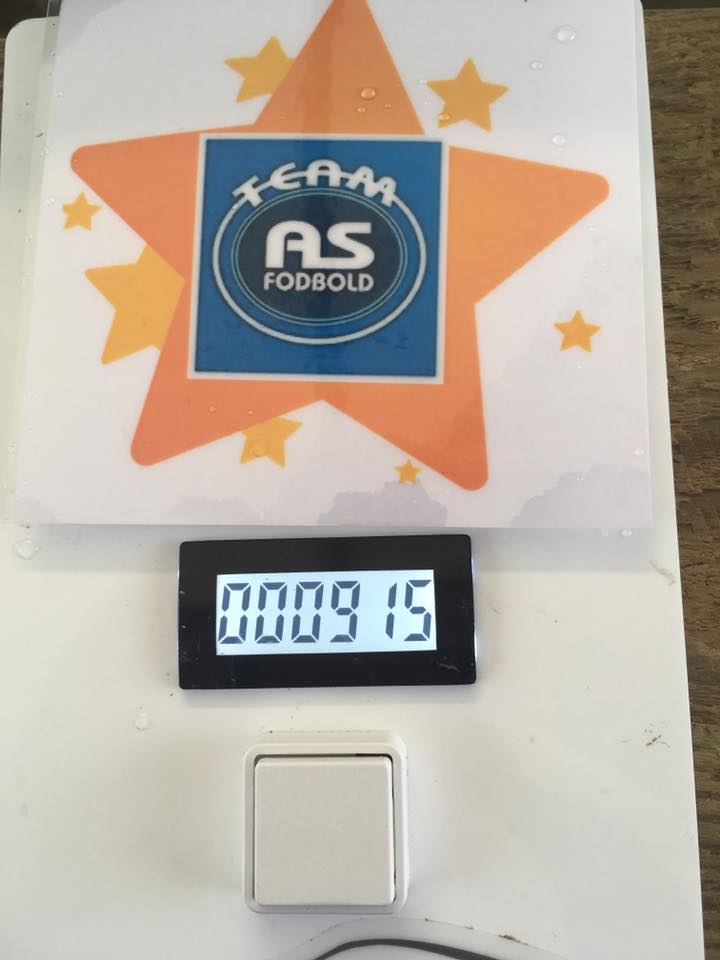 TEAM
AS
FODBOLD
000915